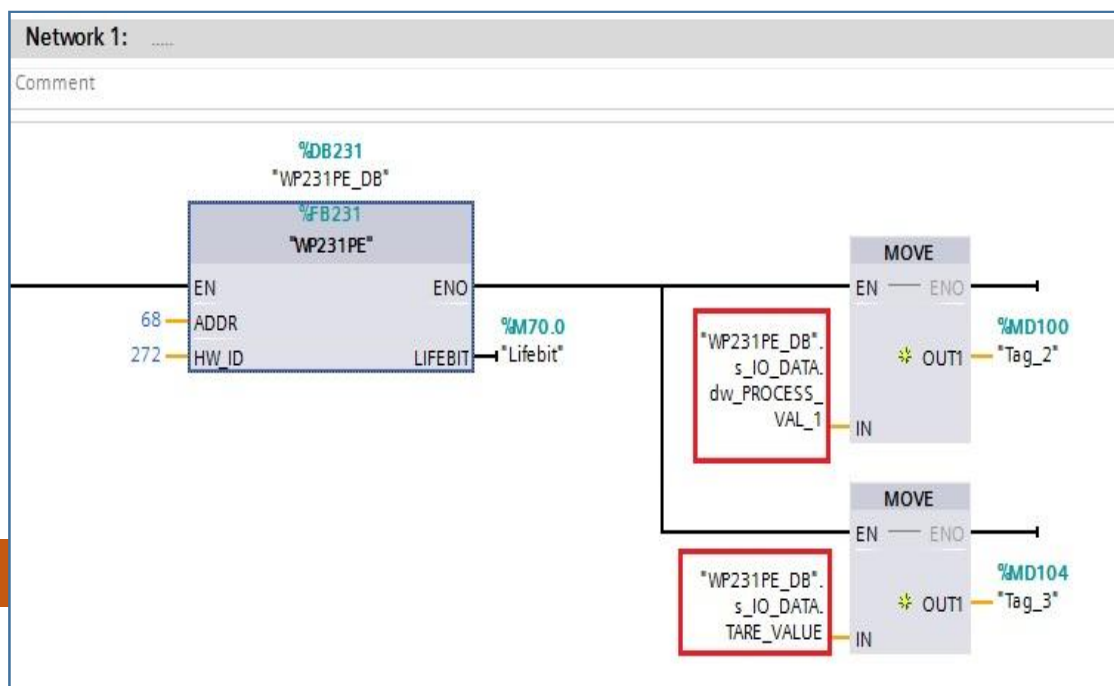 Network 1: .....
Comment
%DB231
"WP231PE_DB"
%FB231
"WP231PE"
EN ENO
68 ADDR
272 HW_ID LIFEBIT
%M70.0
"Lifebit"
MOVE
EN ENO
"WP231PE_DB".
s_IO_DATA.
dw_PROCESS_
VAL_1
IN
OUT1
%MD100
"Tag_2"
MOVE
EN ENO
"WP231PE_DB".
s_IO_DATA.
TARE_VALUE
IN
OUT1
%MD104
"Tag_3"